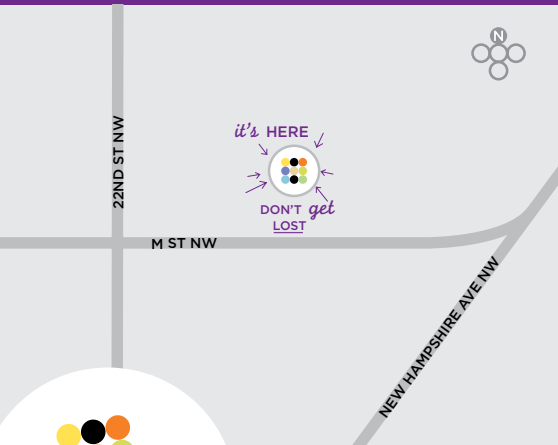 N
it's HERE
DON'T get
LOST
22ND ST NW
M ST NW
NEW HAMPSHIRE AVE NW